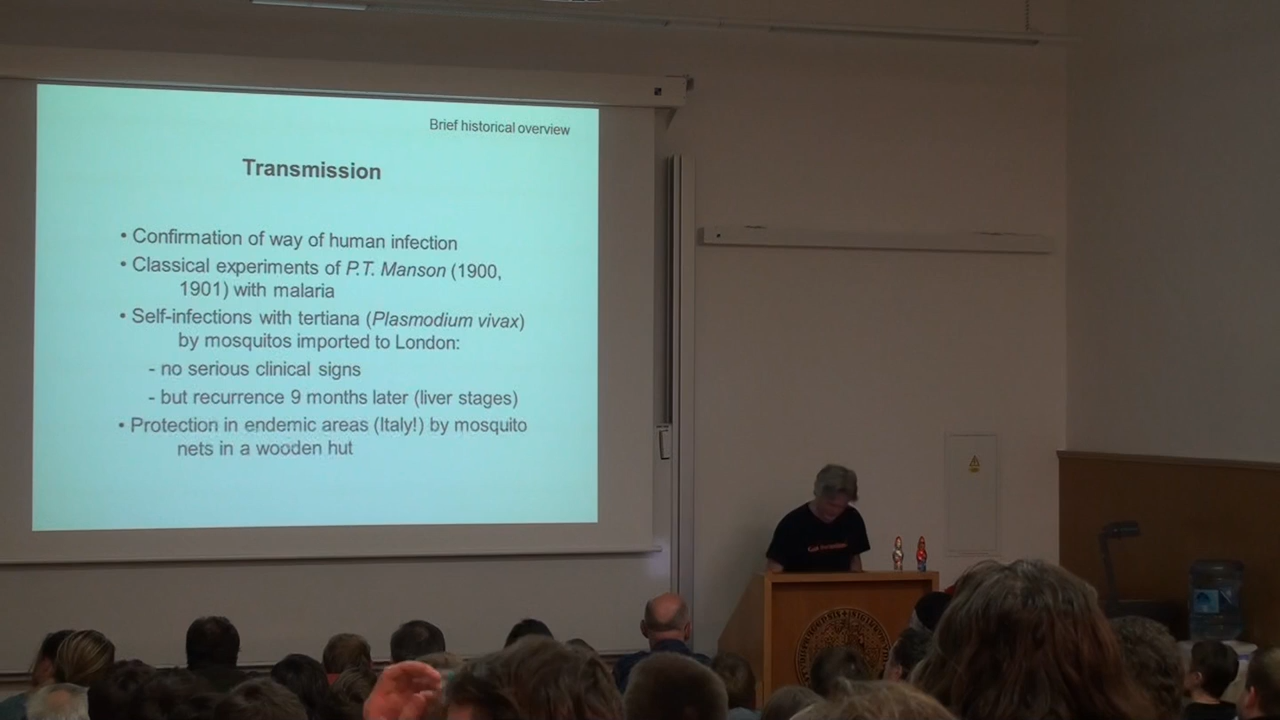 Brief historical overview
Transmission
• Confirmation of way of human infection
• Classical experiments of P.T. Manson (1900,
1901) with malaria
• Self-infections with tertiana (Plasmodium vivax)
by mosquitos imported to London:
- no serious clinical signs
- but recurrence 9 months later (liver stages)
• Protection in endemic areas (Italy!) by mosquito
nets in a wooden hut